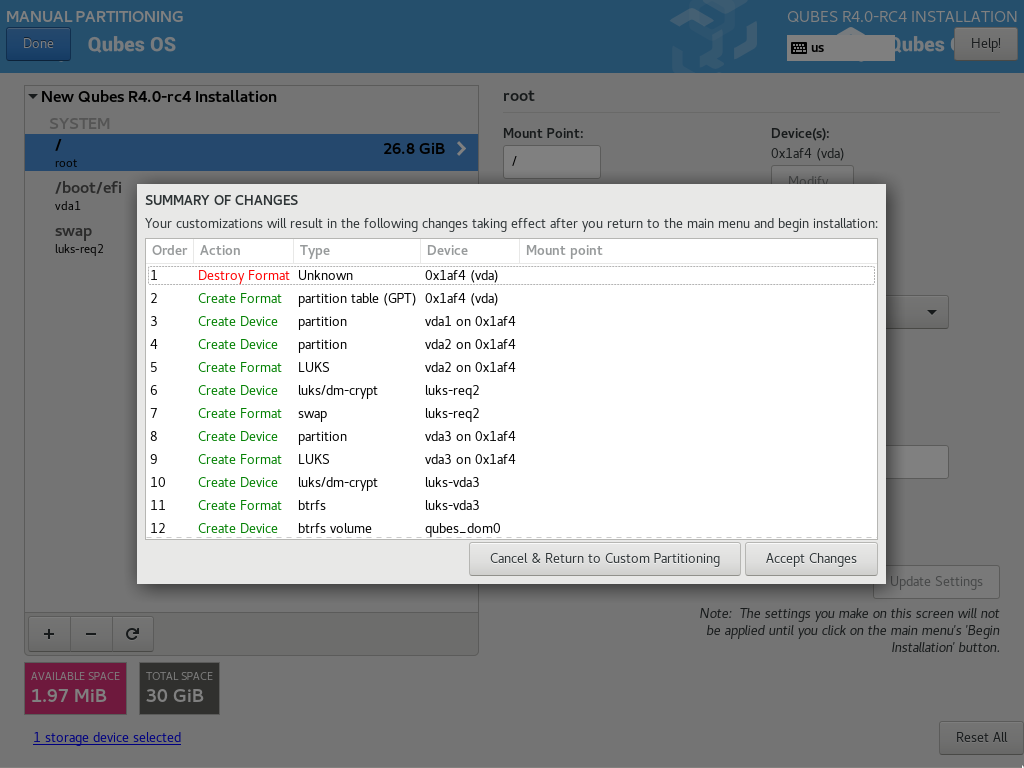 MANUAL PARTITIONING
QUBES R4.0-RC4 INSTALLATION
Done
Qubes OS
us
Qubes
Help!
New Qubes R4.0-rc4 Installation
SYSTEM
/
root
26.8 GiB
/boot/efi
vda1
swap
luks-req2
root
Mount Point:
/
Device(s):
0x1af4 (vda)
Modify...
SUMMARY OF CHANGES
Your customizations will result in the following changes taking effect after you return to the main menu and begin installation:
Order Action Type Device Mount point
1 Destroy Format Unknown 0x1af4 (vda)
2 Create Format partition table (GPT) 0x1af4 (vda)
3 Create Device partition vda1 on 0x1af4
4 Create Device partition vda2 on 0x1af4
5 Create Format LUKS vda2 on 0x1af4
6 Create Device luks/dm-crypt luks-req2
7 Create Format swap luks-req2
8 Create Device partition vda3 on 0x1af4
9 Create Format LUKS vda3 on 0x1af4
10 Create Device luks/dm-crypt luks-vda3
11 Create Format btrfs luks-vda3
12 Create Device btrfs volume qubes_dom0
Cancel & Return to Custom Partitioning
Accept Changes
Update Settings
Note: The settings you make on this screen will not
be applied until you click on the main menu's 'Begin
Installation' button.
AVAILABLE SPACE
1.97 MiB
TOTAL SPACE
30 GiB
1 storage device selected
Reset All